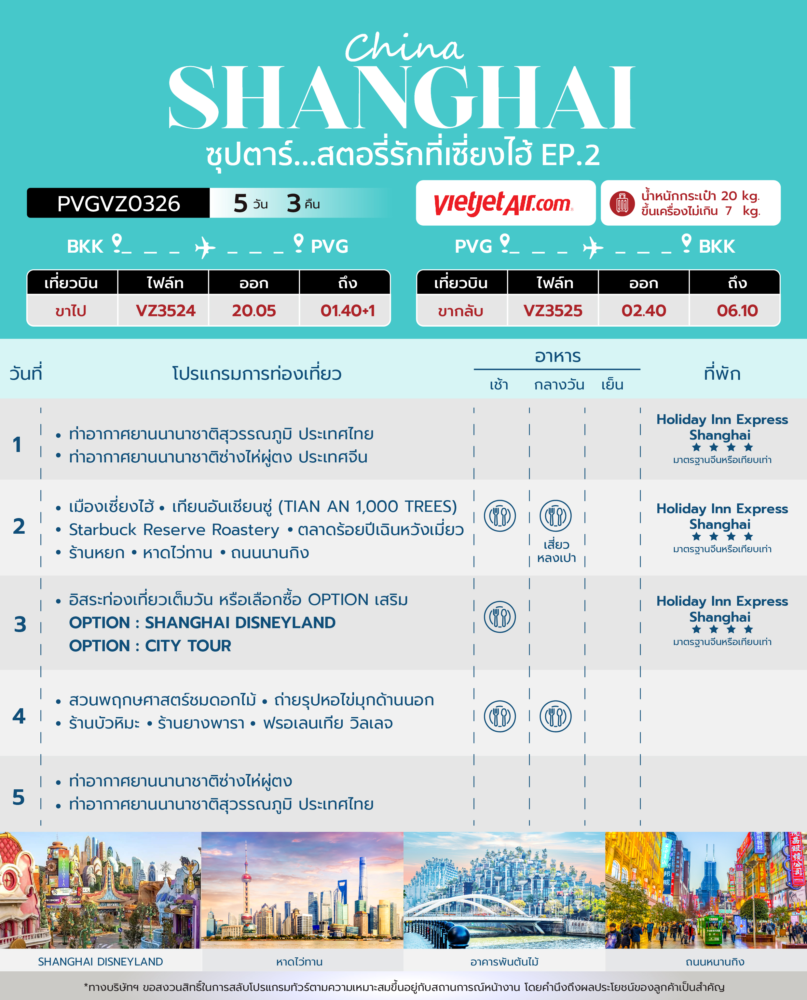 China
SHANGHAI
ซุปตาร์...สตอรี่รักที่เซี่ยงไฮ้ EP.2
PVGVZ0326
5 วัน 3 คืน
vietjetAir.com
น้ำหนักกระเป๋า 20 kg.
ขึ้นเครื่องไม่เกิน 7 kg.
BKK PVG
PVG BKK
เที่ยวบิน ไฟล์ท ออก ถึง
ขาไป VZ3524 20.05 01.40+1
เที่ยวบิน ไฟล์ท ออก ถึง
ขากลับ VZ3525 02.40 06.10
วันที่ โปรแกรมการท่องเที่ยว อาหาร ที่พัก
เช้า กลางวัน เย็น
1
• ท่าอากาศยานนานาชาติสุวรรณภูมิ ประเทศไทย
• ท่าอากาศยานนานาชาติซ่างไห่ผู่ตง ประเทศจีน
Holiday Inn Express
Shanghai
มาตรฐานจีนหรือเทียบเท่า
2
• เมืองเซี่ยงไฮ้ • เทียนอันเชียนซู่ (TIAN AN 1,000 TREES)
• Starbuck Reserve Roastery • ตลาดร้อยปีเฉินหวังเมี่ยว
• ร้านหยก • หาดไว่ทาน • ถนนนานกิง
เสี่ยว
หลงเปา
Holiday Inn Express
Shanghai
มาตรฐานจีนหรือเทียบเท่า
3
• อิสระท่องเที่ยวเต็มวัน หรือเลือกซื้อ OPTION เสริม
OPTION : SHANGHAI DISNEYLAND
OPTION : CITY TOUR
Holiday Inn Express
Shanghai
มาตรฐานจีนหรือเทียบเท่า
4
• สวนพฤกษศาสตร์ชมดอกไม้ • ถ่ายรุปหอไข่มุกด้านนอก
• ร้านบัวหิมะ • ร้านยางพารา • ฟรอเลนเทีย วิลเลจ
5
• ท่าอากาศยานนานาชาติซ่างไห่ผู่ตง
• ท่าอากาศยานนานาชาติสุวรรณภูมิ ประเทศไทย
ZOOTOPIA
昌眼镜公司
SHANGHAI DISNEYLAND
หาดไว่ทาน
อาคารพันต้นไม้
ถนนหนานกิง
*ทางบริษัทฯ ขอสงวนสิทธิ์ในการสลับโปรแกรมทัวร์ตามความเหมาะสมขึ้นอยู่กับสถานการณ์หน้างาน โดยคำนึงถึงผลประโยชน์ของลูกค้าเป็นสำคัญ